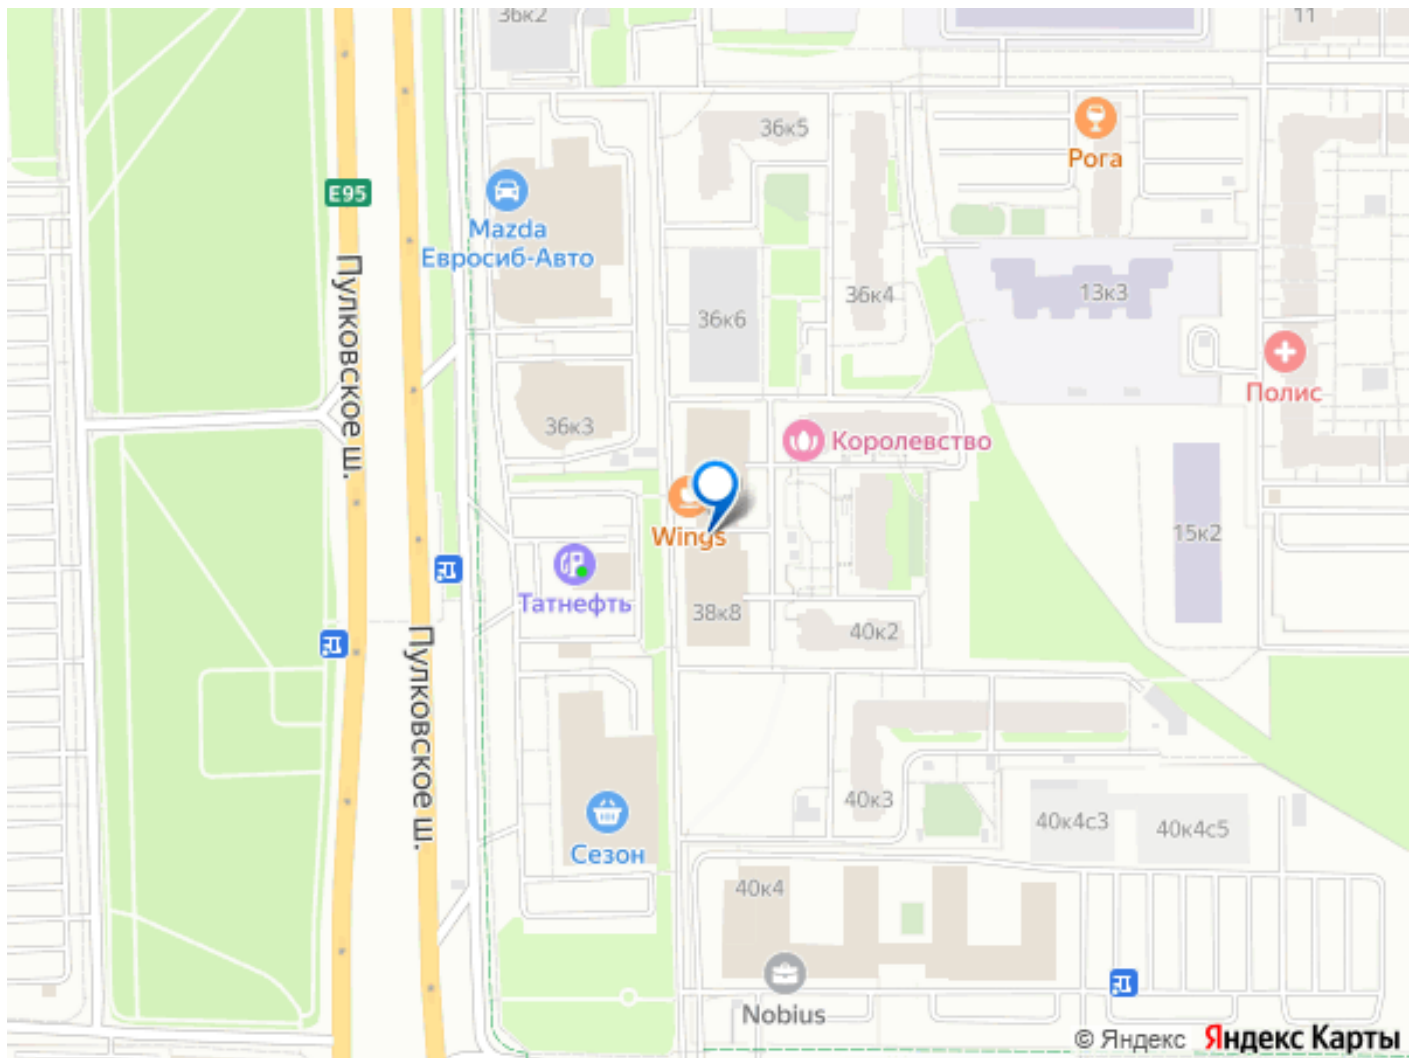 36к2
11
36к5
Рога
E95
Mazda
Евросиб-Авто
Пулковское ш.
36к6
36к4
13к3
Полис
36к3
Королевство
Wings
15к2
Татнефть
38к8
40к2
Пулковское ш.
Сезон
40к3
40к4с3
40к4с5
40к4
Nobius
© Яндекс Яндекс Карты